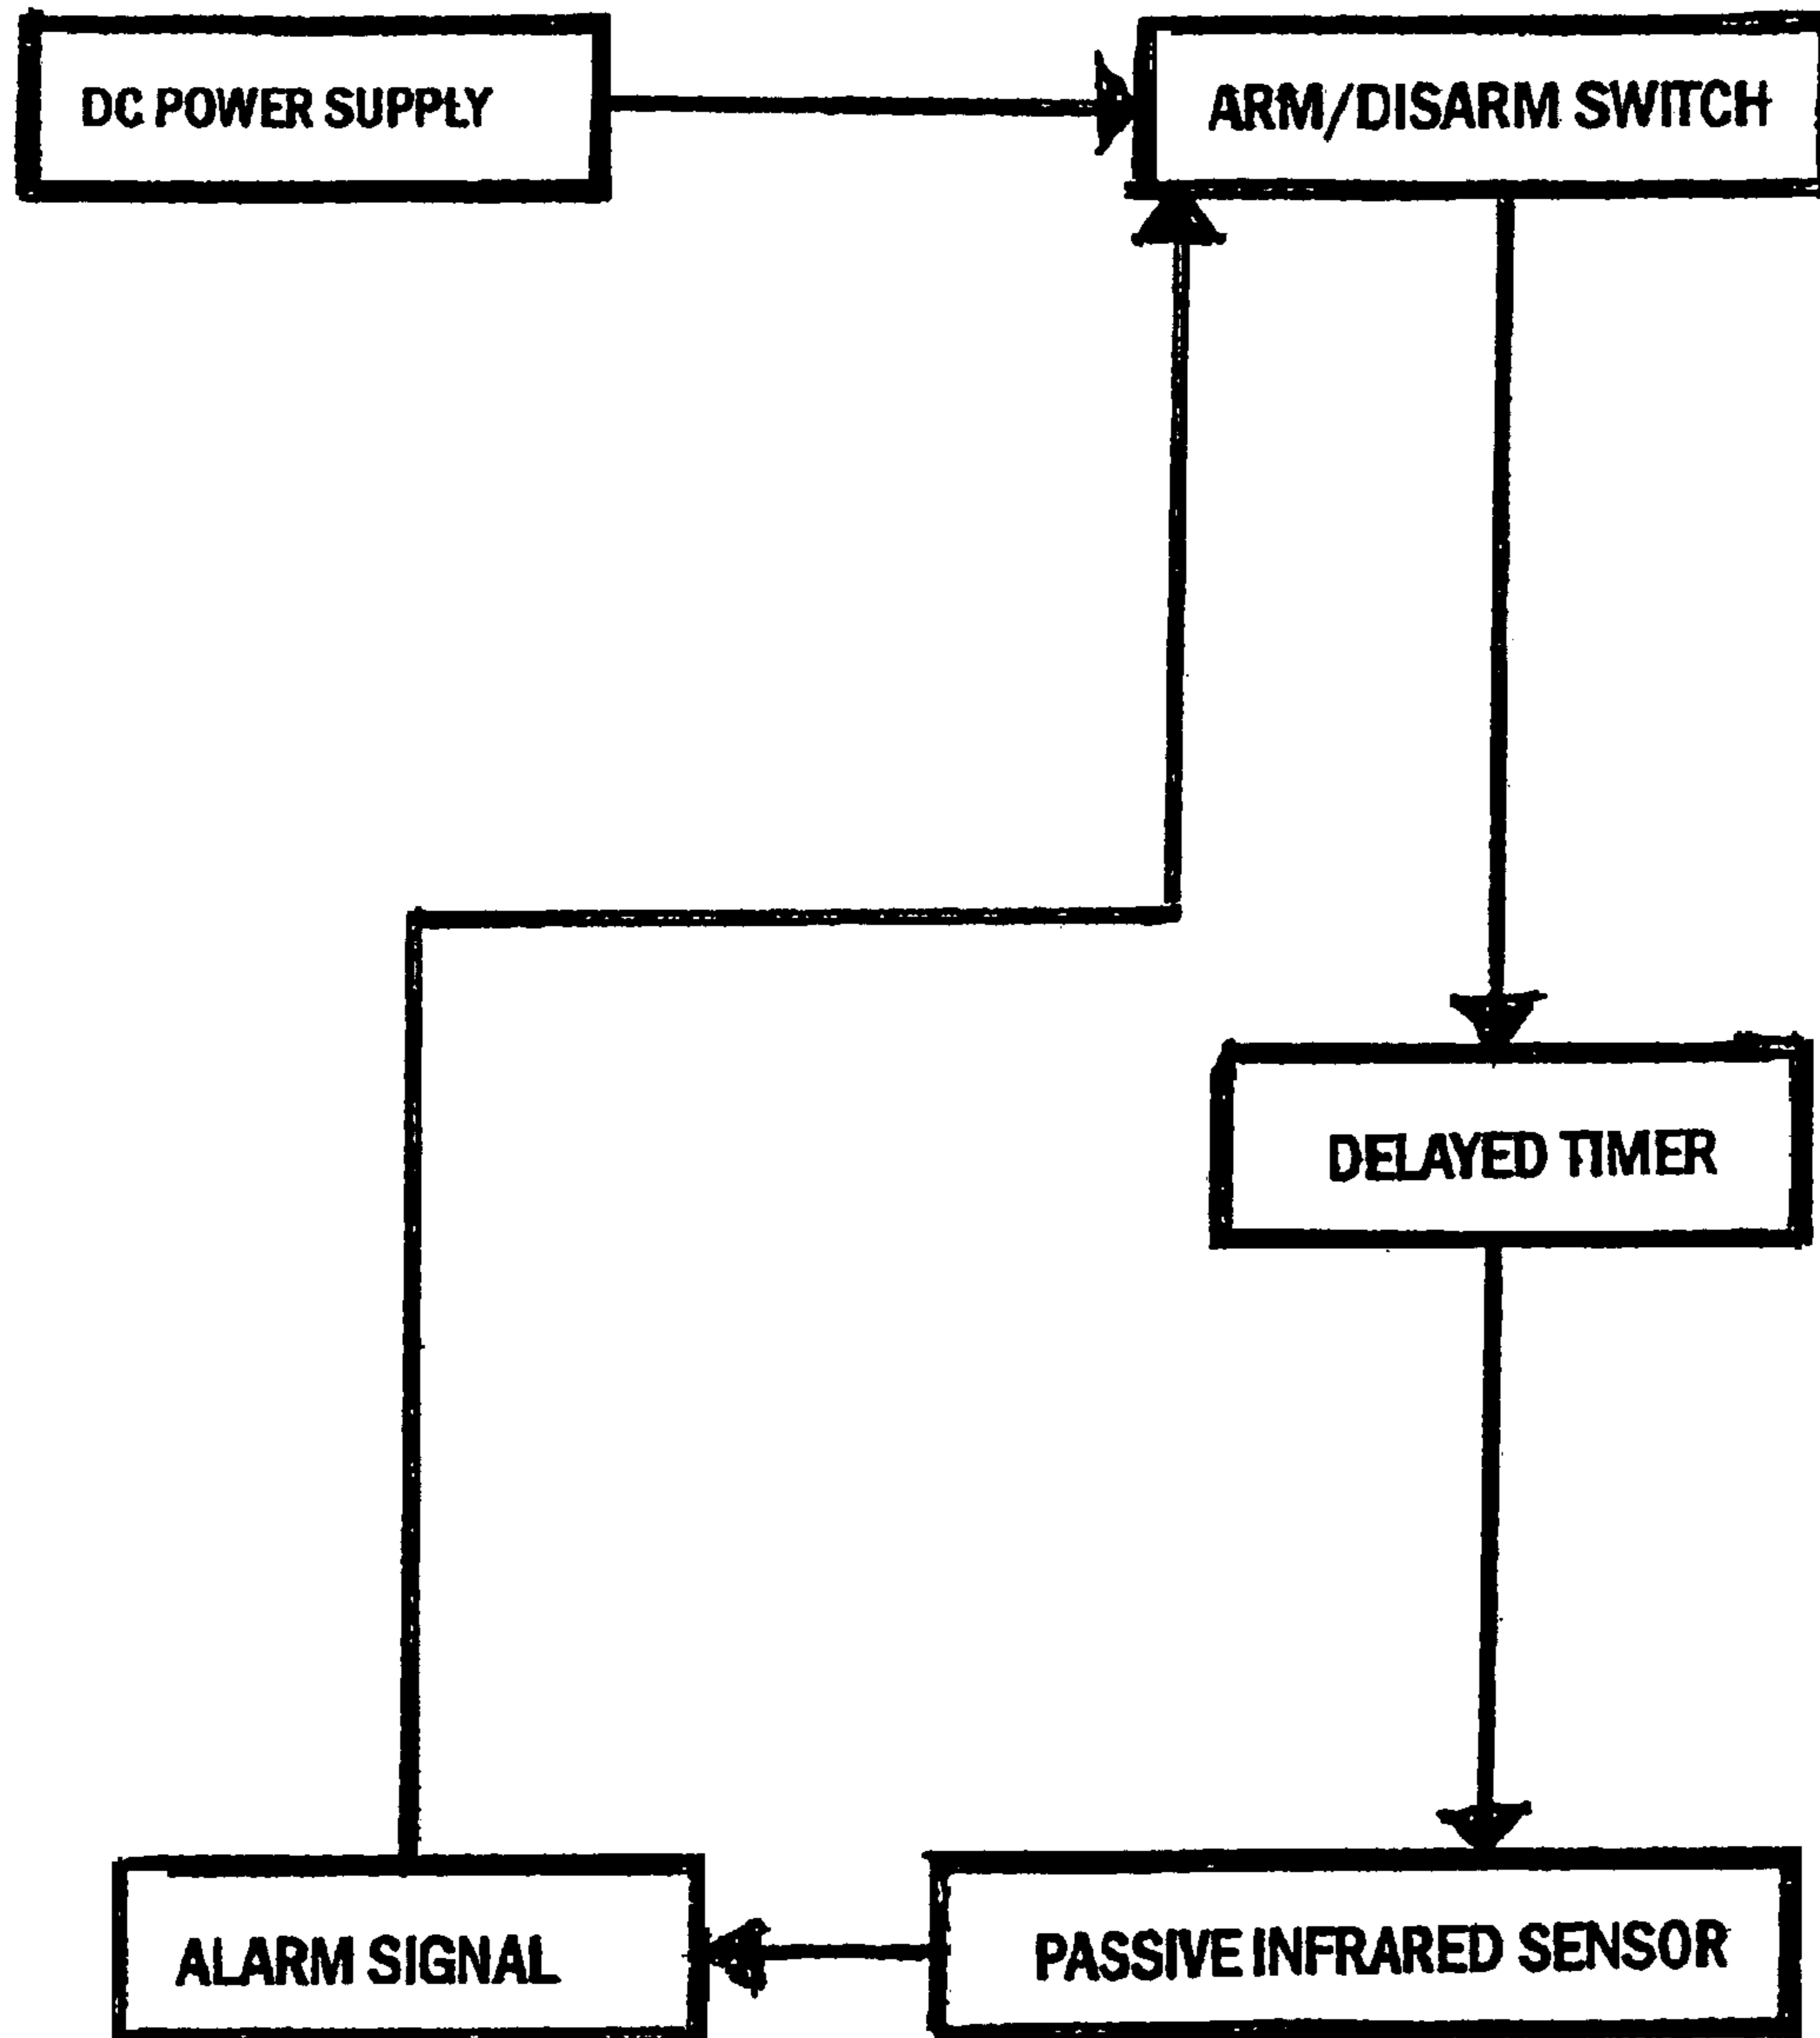 DC POWER SUPPLY
ARM/DISARM SWITCH
DELAYED TIMER
ALARM SIGNAL
PASSIVE INFRARED SENSOR